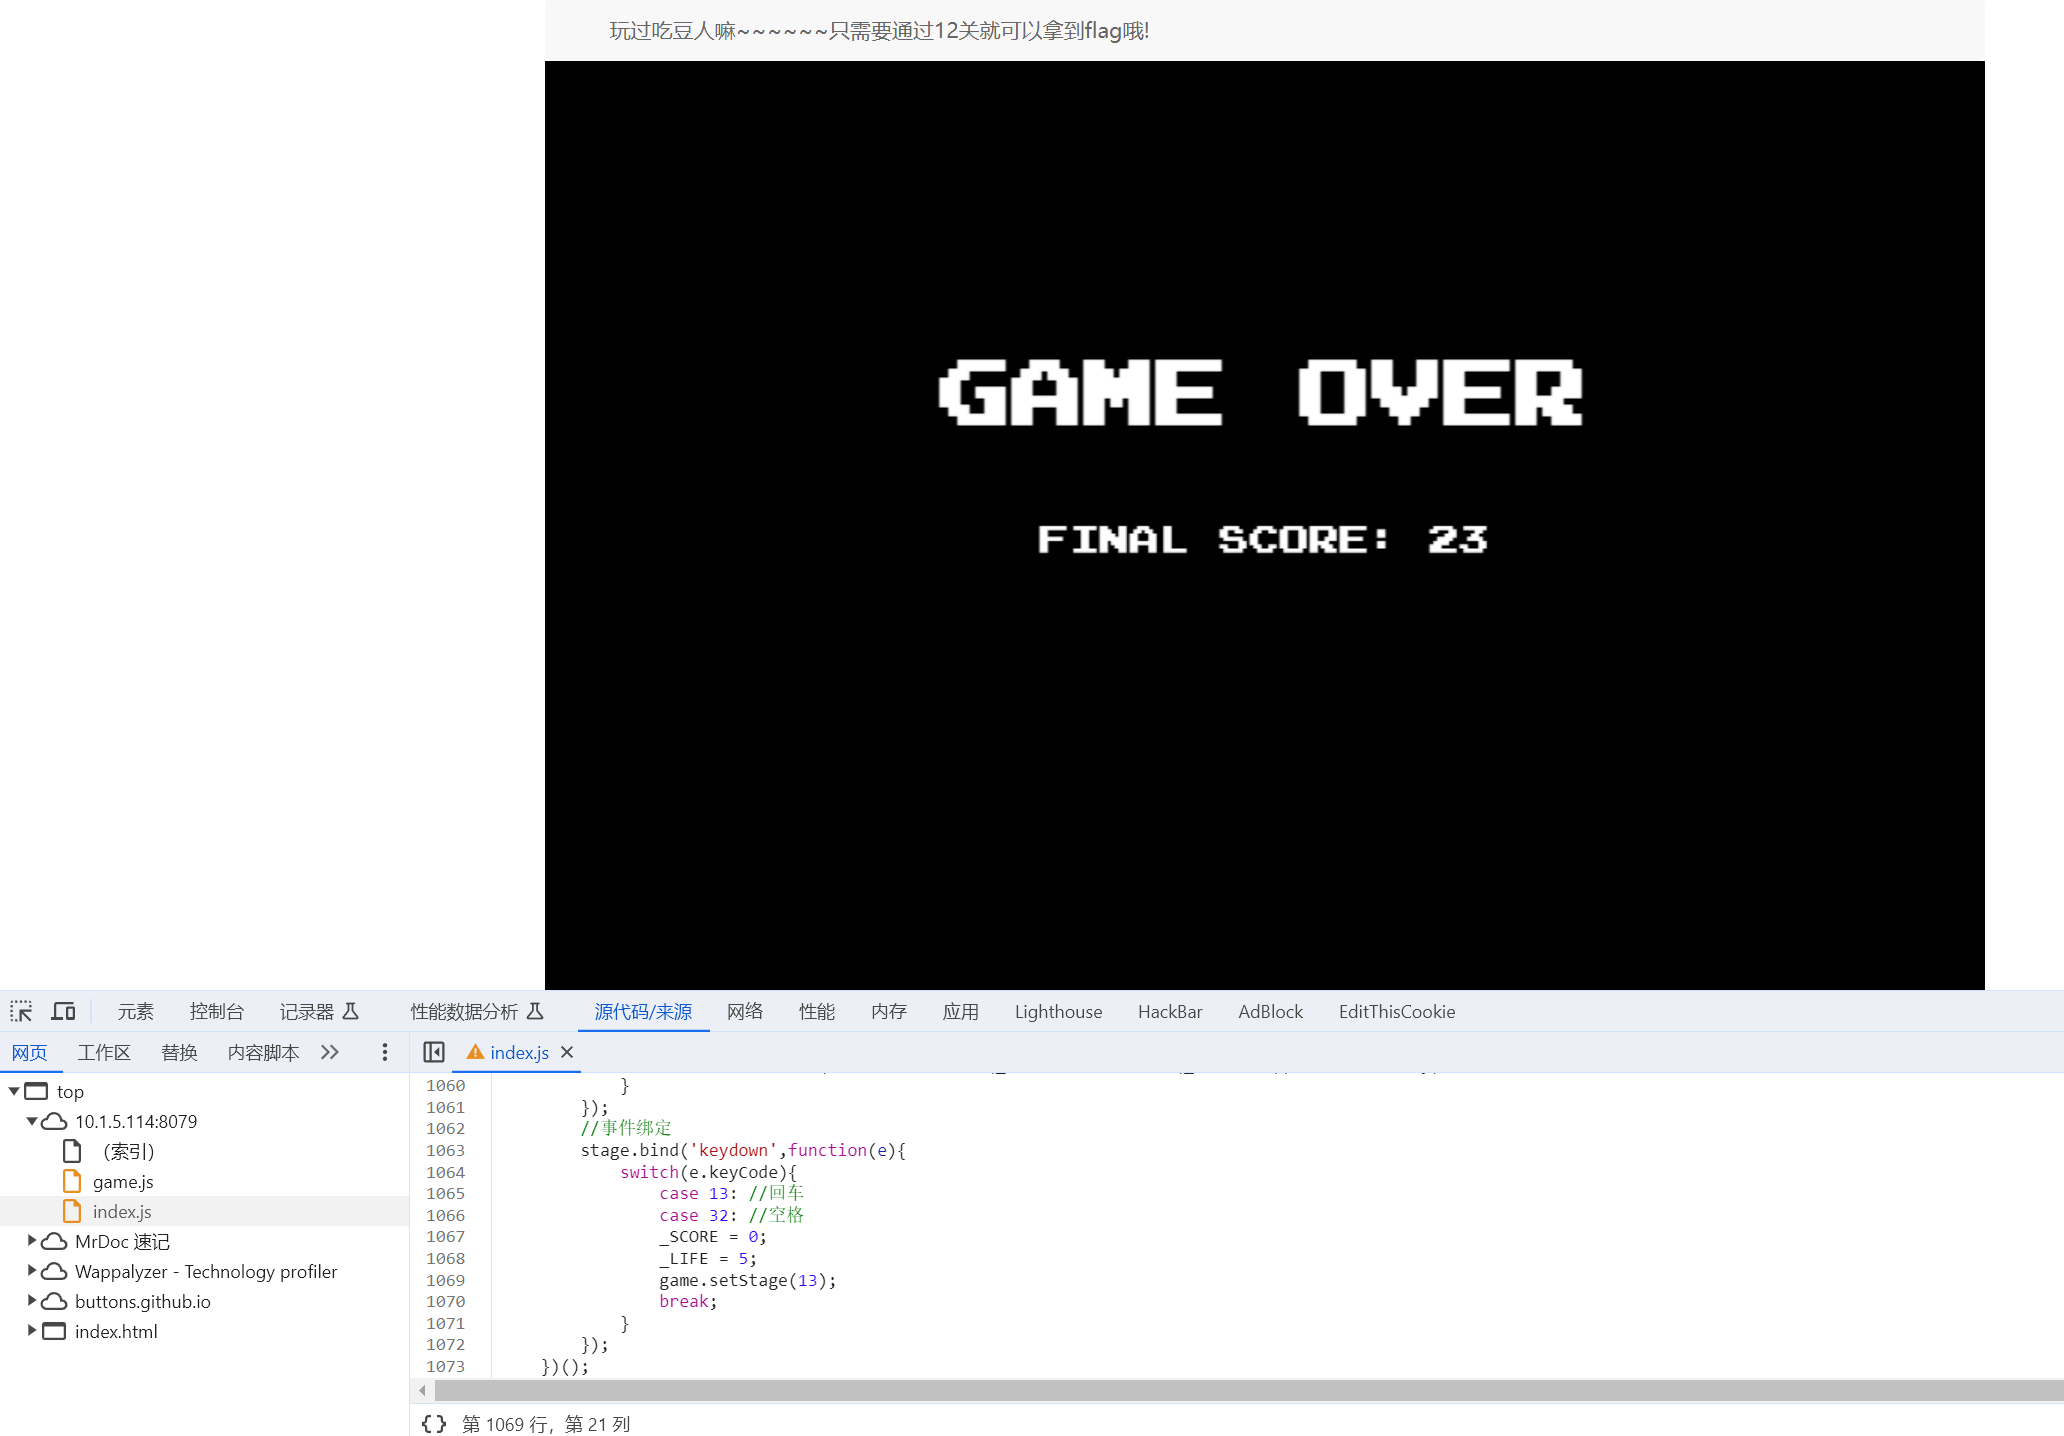 玩过吃豆人嘛~~~~~~只需要通过12关就可以拿到flag哦!
GAME OVER
FINAL SCORE: 23
元素 控制台 记录器 性能数据分析 源代码/来源 网络 性能 内存 应用 Lighthouse HackBar AdBlock EditThisCookie
网页 工作区 替换 内容脚本 index.js
top
10.1.5.114:8079
（索引）
game.js
index.js
MrDoc 速记
Wappalyzer - Technology profiler
buttons.github.io
index.html
1060 }
1061 });
1062 //事件绑定
1063 stage.bind('keydown',function(e){
1064 switch(e.keyCode){
1065 case 13: //回车
1066 case 32: //空格
1067 _SCORE = 0;
1068 _LIFE = 5;
1069 game.setStage(13);
1070 break;
1071 }
1072 });
1073 })();
{} 第 1069 行，第 21 列